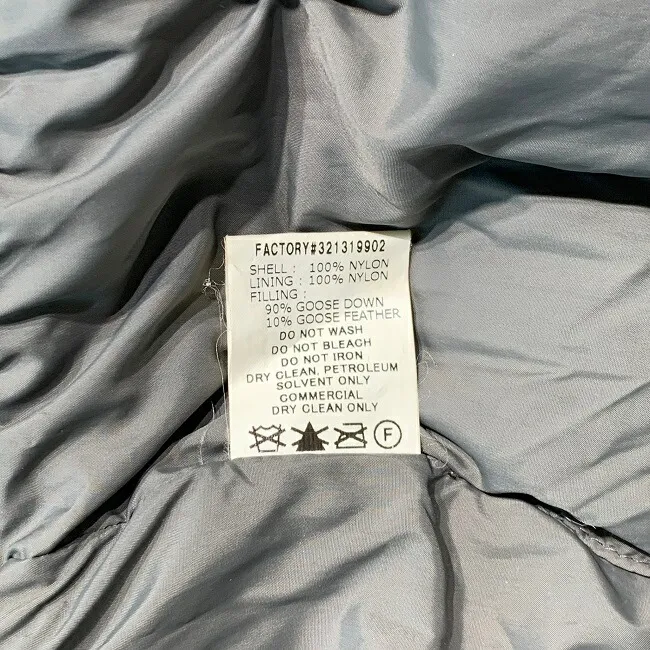 FACTORY#321319902
SHELL : 100% NYLON
LINING : 100% NYLON
FILLING :
90% GOOSE DOWN
10% GOOSE FEATHER
DO NOT WASH
DO NOT BLEACH
DO NOT IRON
DRY CLEAN, PETROLEUM
SOLVENT ONLY
COMMERCIAL
DRY CLEAN ONLY
F